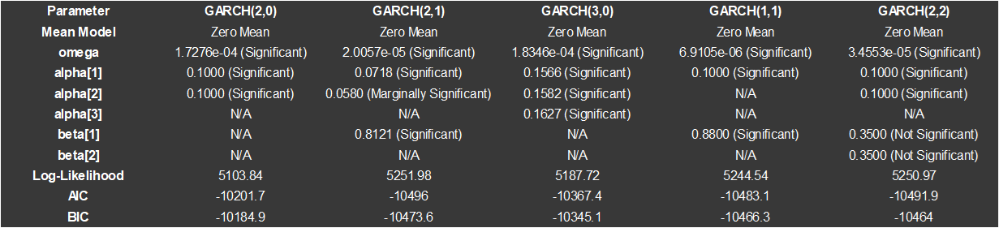 Parameter GARCH(2,0) GARCH(2,1) GARCH(3,0) GARCH(1,1) GARCH(2,2)
Mean Model Zero Mean Zero Mean Zero Mean Zero Mean Zero Mean
omega 1.7276e-04 (Significant) 2.0057e-05 (Significant) 1.8346e-04 (Significant) 6.9105e-06 (Significant) 3.4553e-05 (Significant)
alpha[1] 0.1000 (Significant) 0.0718 (Significant) 0.1566 (Significant) 0.1000 (Significant) 0.1000 (Significant)
alpha[2] 0.1000 (Significant) 0.0580 (Marginally Significant) 0.1582 (Significant) N/A 0.1000 (Significant)
alpha[3] N/A N/A 0.1627 (Significant) N/A N/A
beta[1] N/A 0.8121 (Significant) N/A 0.8800 (Significant) 0.3500 (Not Significant)
beta[2] N/A N/A N/A N/A 0.3500 (Not Significant)
Log-Likelihood 5103.84 5251.98 5187.72 5244.54 5250.97
AIC -10201.7 -10496 -10367.4 -10483.1 -10491.9
BIC -10184.9 -10473.6 -10345.1 -10466.3 -10464